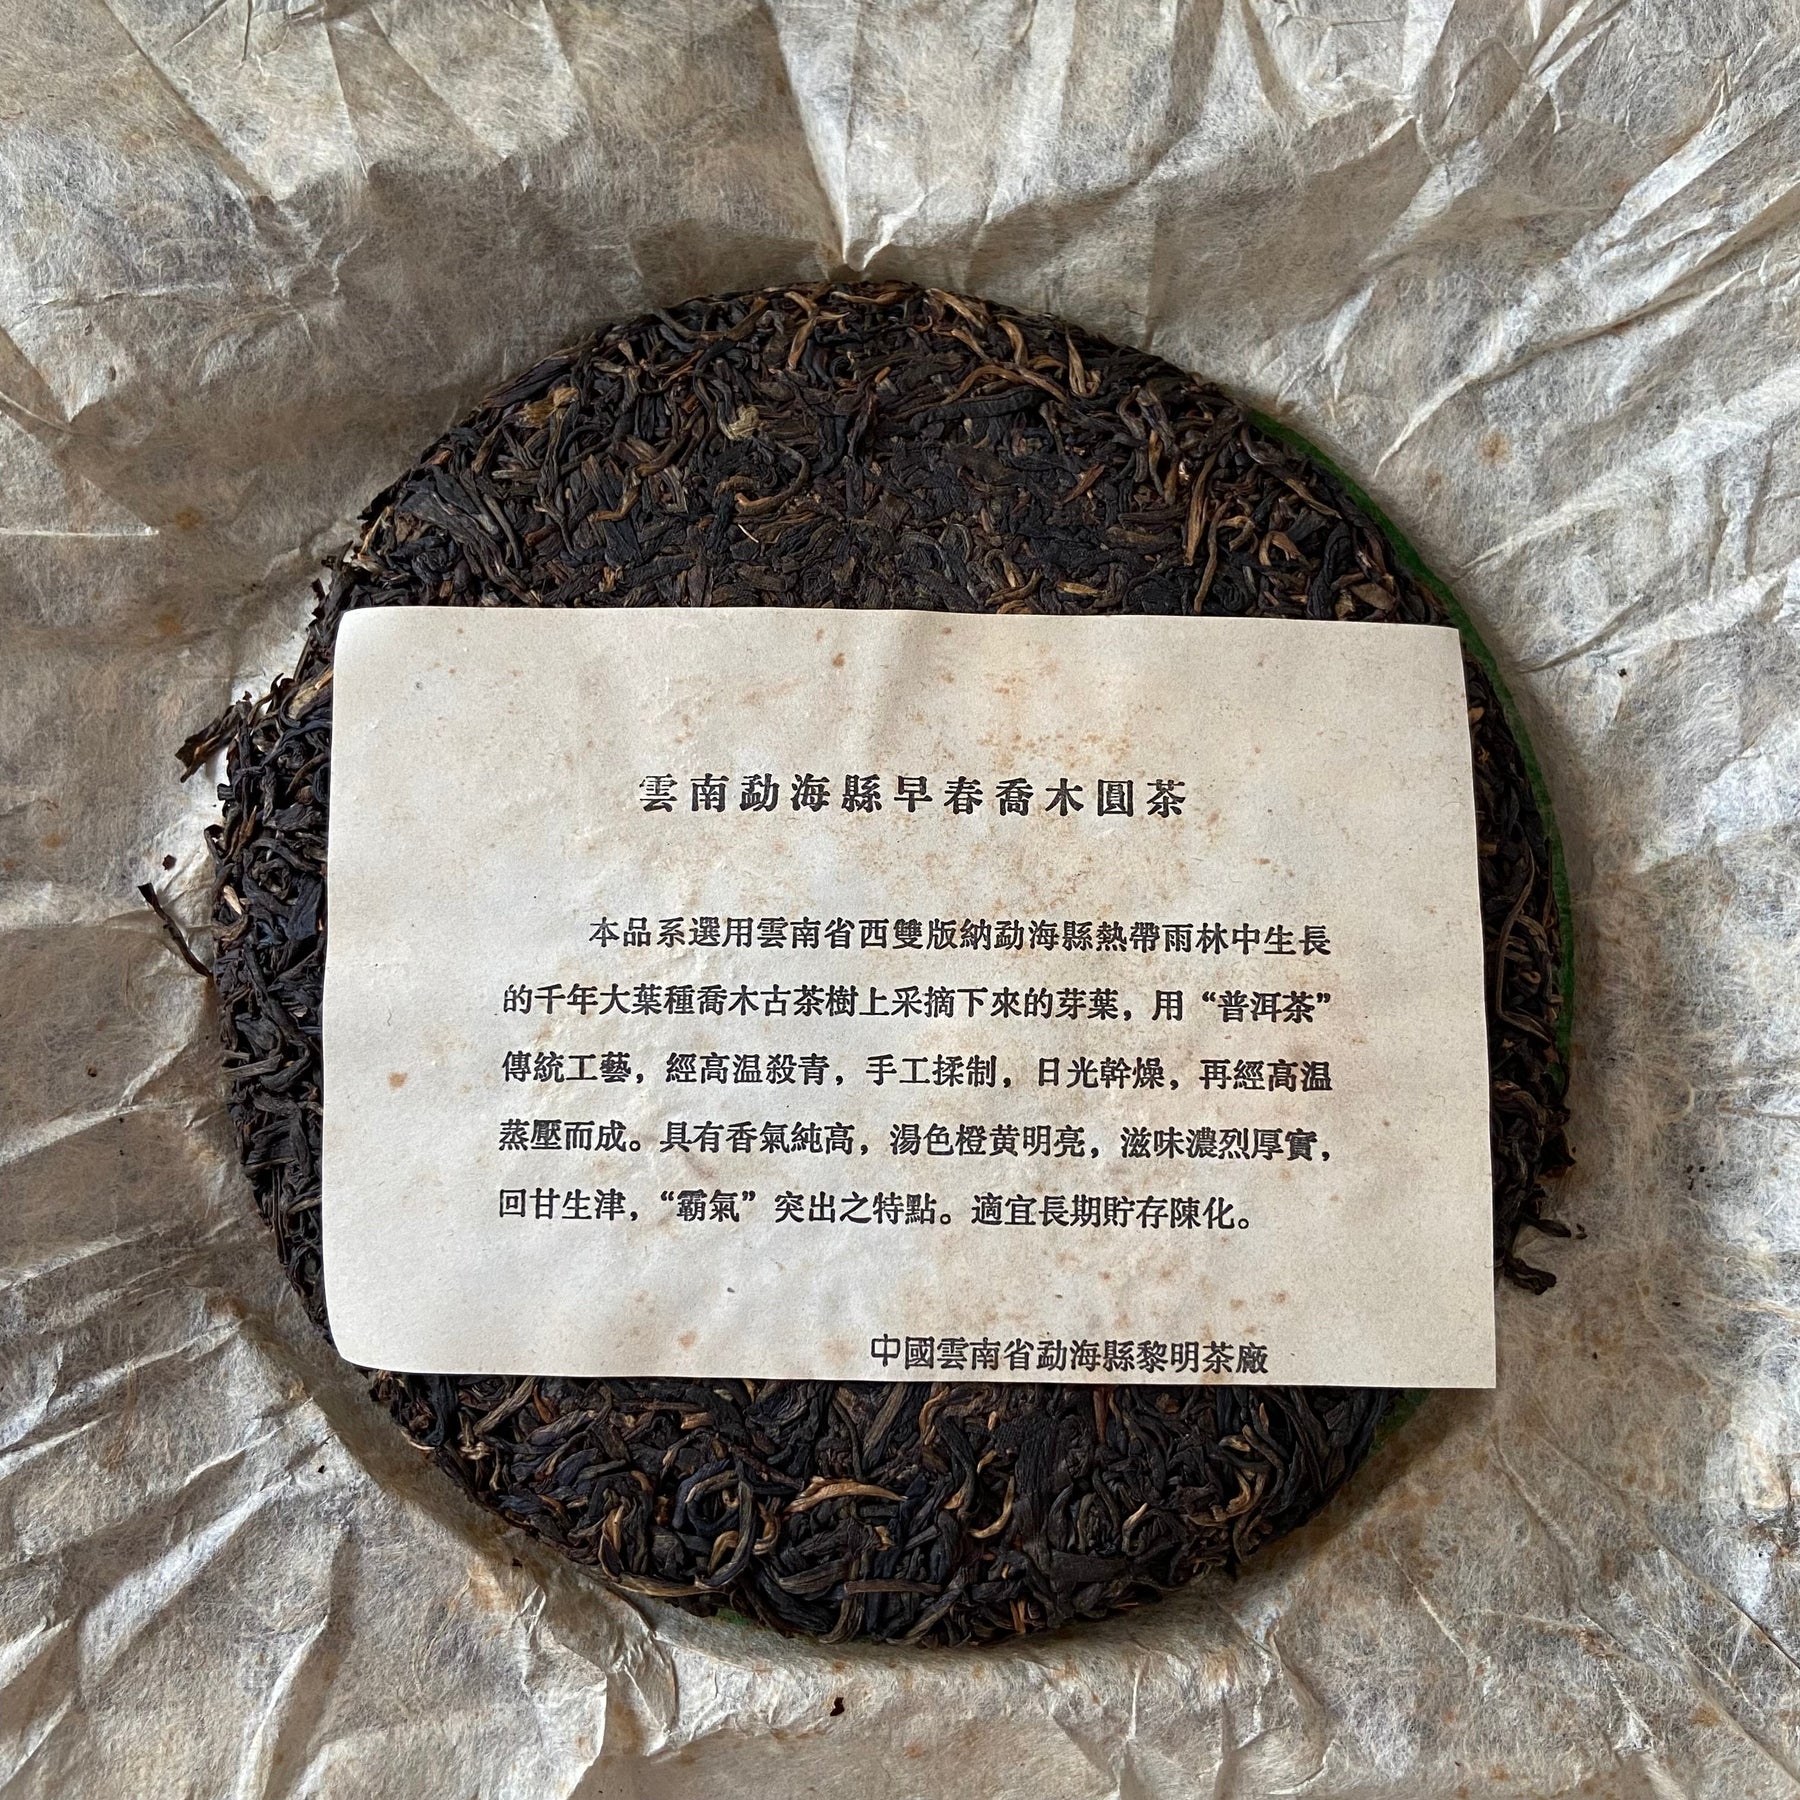 雲南勐海縣早春喬木圓茶
本品系選用雲南省西雙版納勐海縣熱帶雨林中生長
的千年大葉種喬木古茶樹上采摘下來的芽葉，用“普洱茶”
傳統工藝，經高温殺青，手工揉制，日光幹燥，再經高温
蒸壓而成。具有香氣純高，湯色橙黄明亮，滋味濃烈厚實，
回甘生津，“霸氣”突出之特點。適宜長期貯存陳化。
中國雲南省勐海縣黎明茶廠